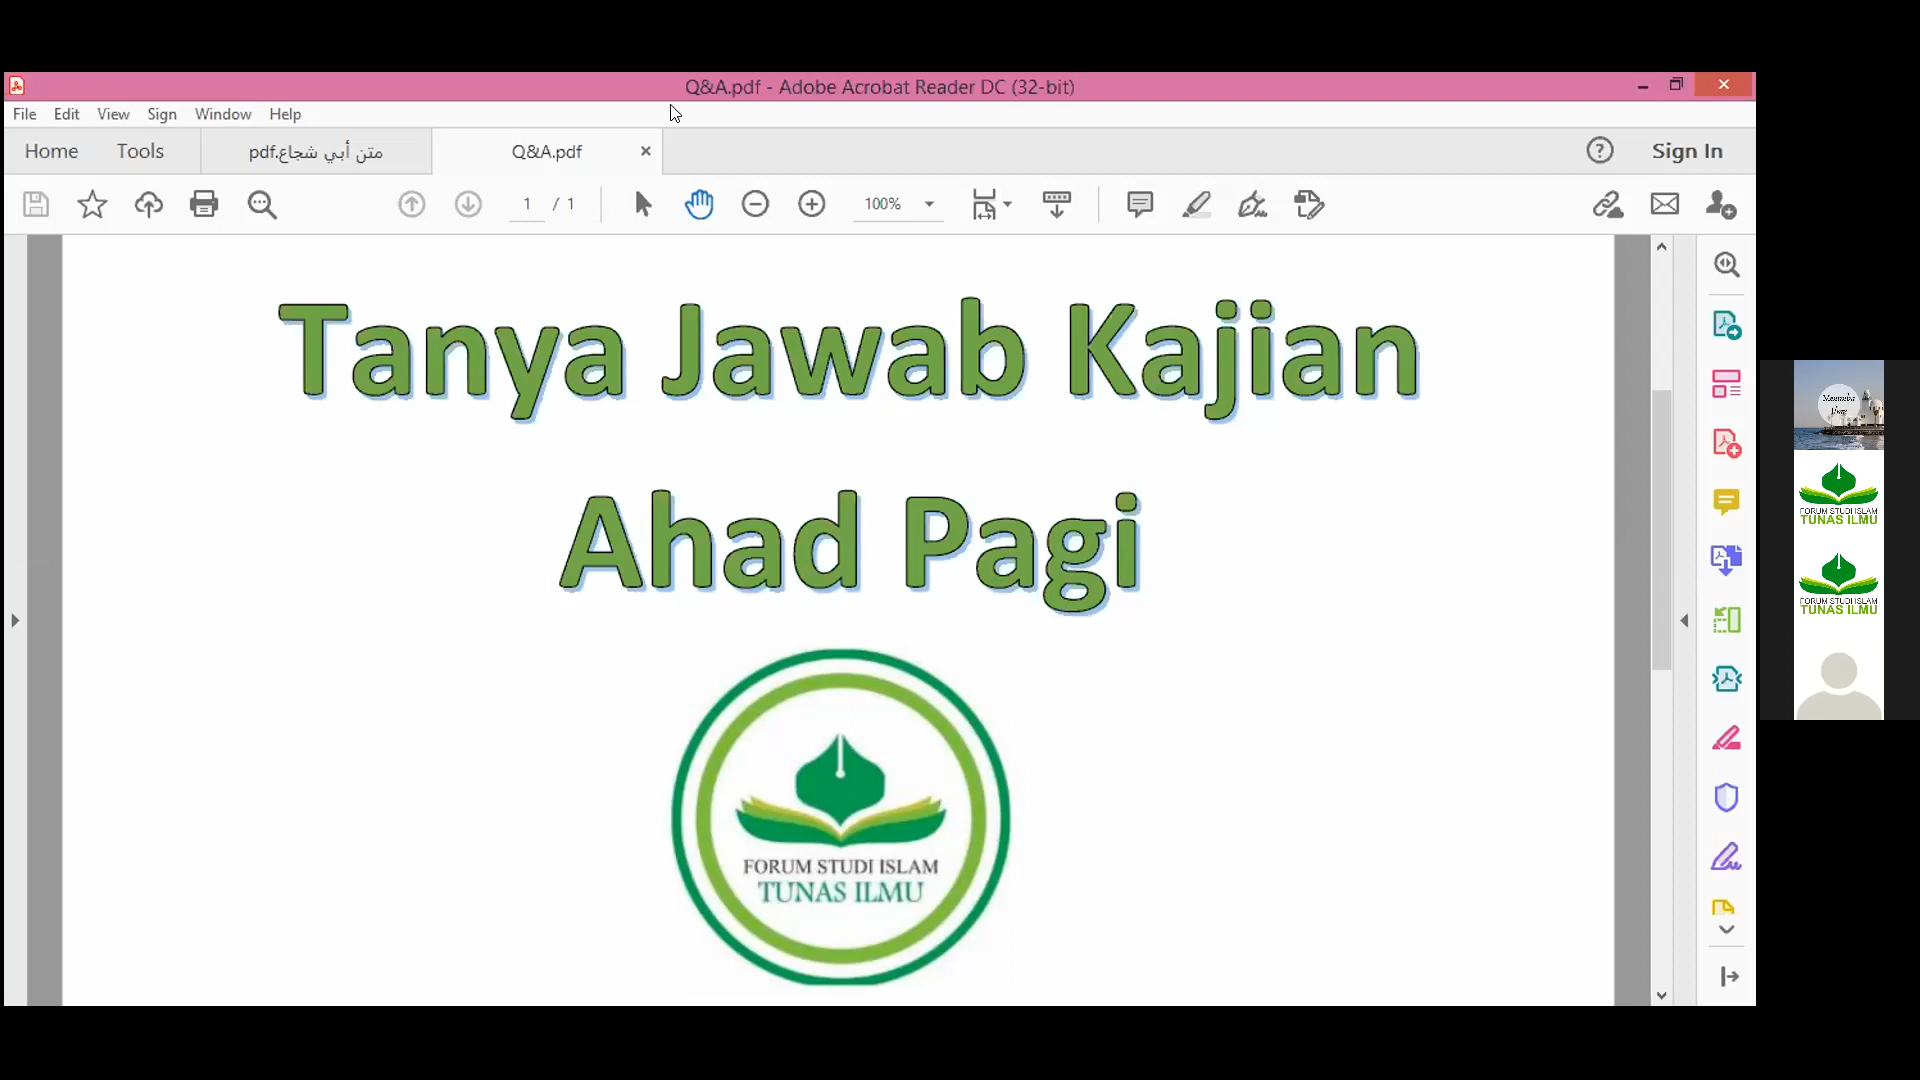 Q&A.pdf - Adobe Acrobat Reader DC (32-bit)
File Edit View Sign Window Help
Home Tools متن أبي شجاع.pdf Q&A.pdf Sign In
1 / 1 100%
Tanya Jawab Kajian
Ahad Pagi
FORUM STUDI ISLAM
TUNAS ILMU
FORUM STUDI ISLAM
TUNAS ILMU
FORUM STUDI ISLAM
TUNAS ILMU